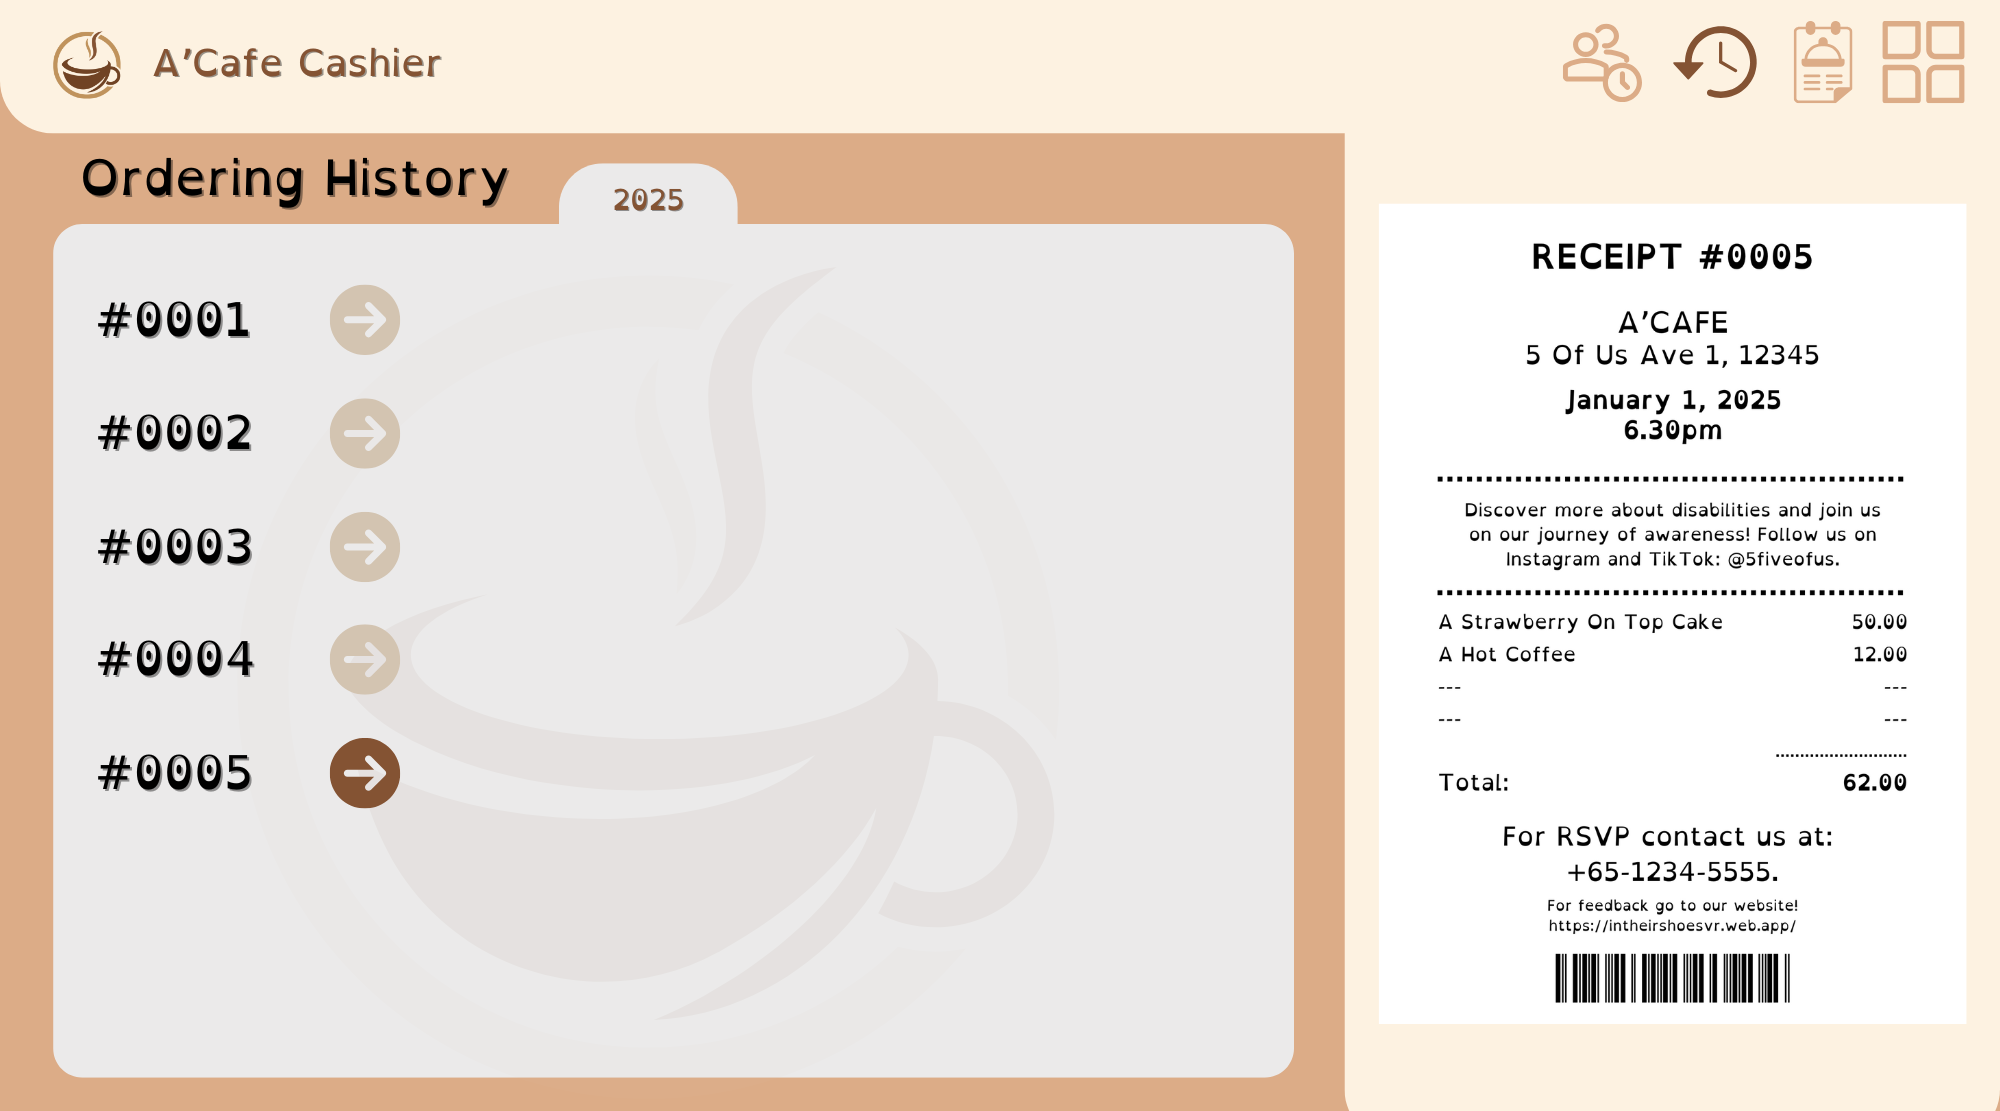 A'Cafe Cashier
Ordering History
2025
#0001
#0002
#0003
#0004
#0005
RECEIPT #0005
A'CAFE
5 Of Us Ave 1, 12345
January 1, 2025
6.30pm
Discover more about disabilities and join us
on our journey of awareness! Follow us on
Instagram and TikTok: @5fiveofus.
A Strawberry On Top Cake 50.00
A Hot Coffee 12.00
--- ---
--- ---
Total: 62.00
For RSVP contact us at:
+65-1234-5555.
For feedback go to our website!
https://intheirshoesvr.web.app/